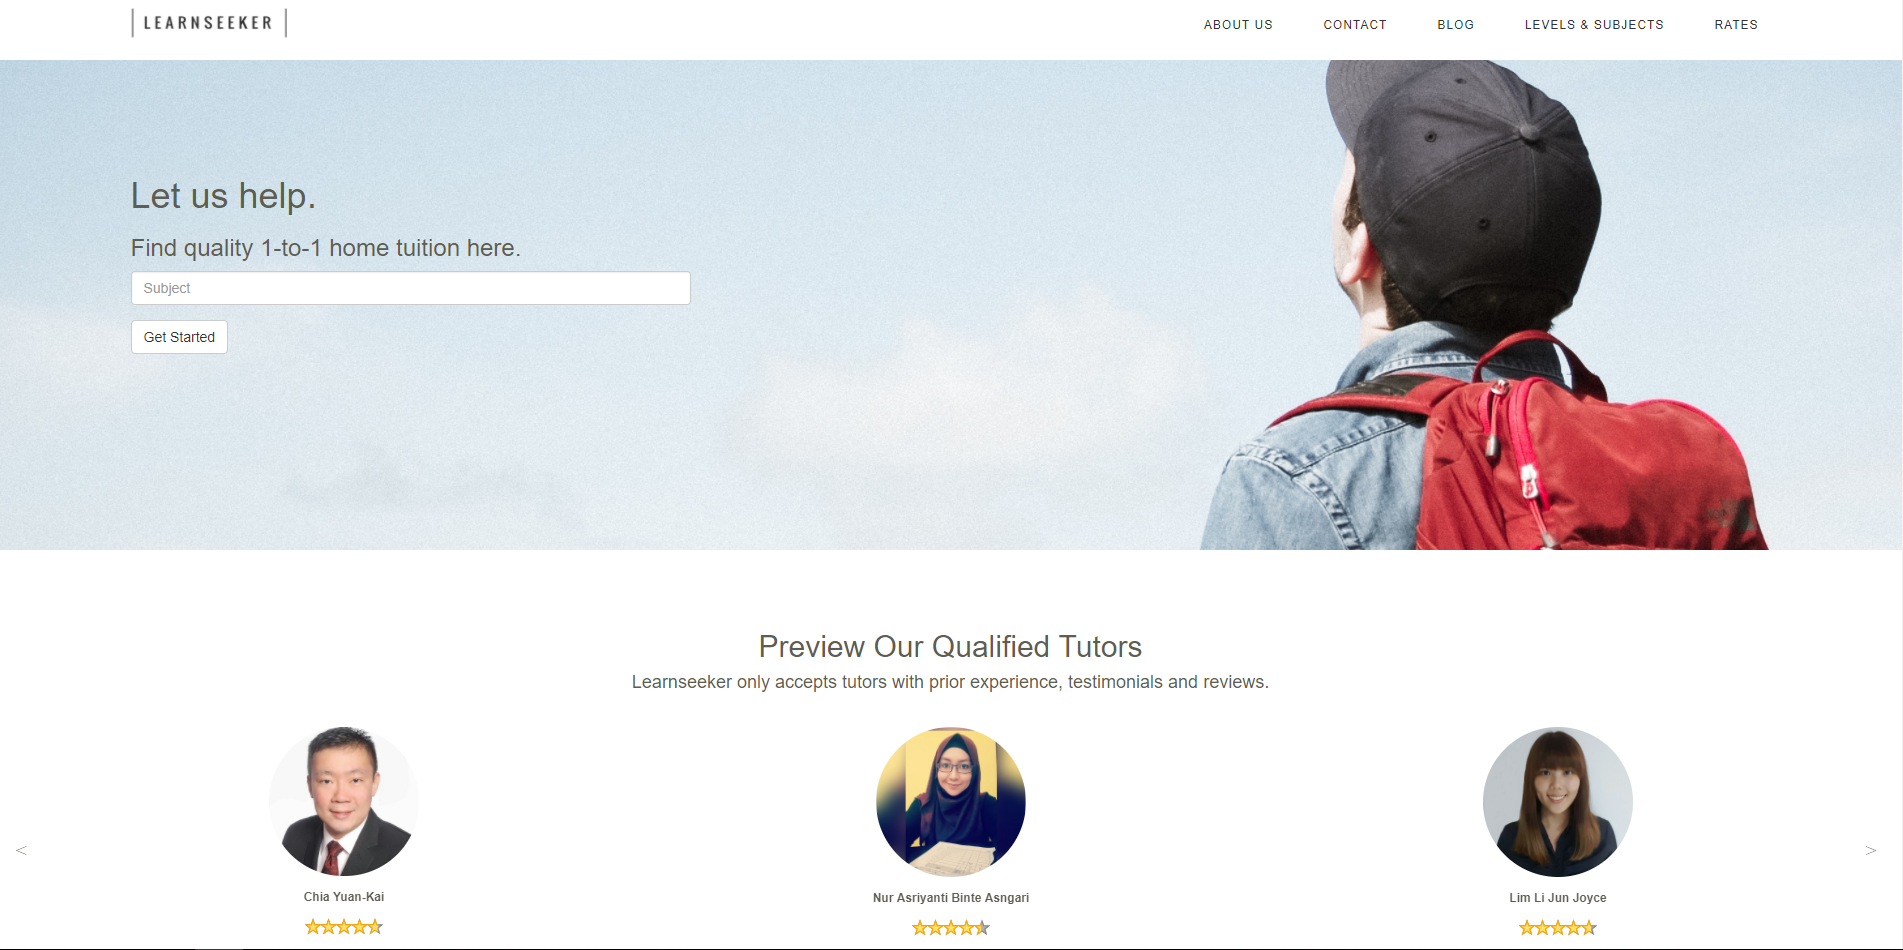 LEARNSEEKER
ABOUT US
CONTACT
BLOG
LEVELS & SUBJECTS
RATES
Let us help.
Find quality 1-to-1 home tuition here.
Subject
Get Started
Preview Our Qualified Tutors
Learnseeker only accepts tutors with prior experience, testimonials and reviews.
<
>
Chia Yuan-Kai
Nur Asriyanti Binte Asngari
Lim Li Jun Joyce